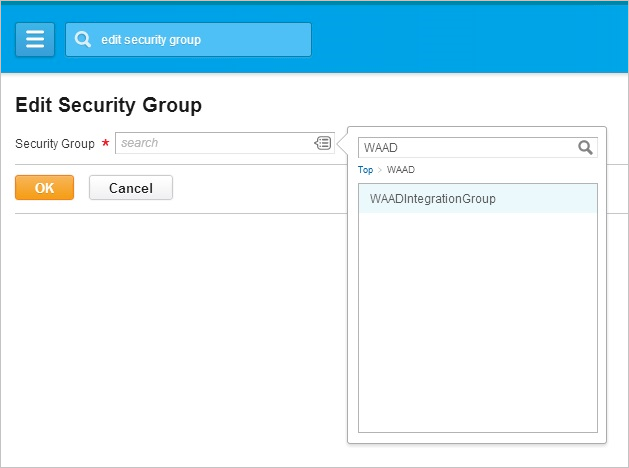 edit security group
Edit Security Group
Security Group * search
WAAD
Top > WAAD
WAADIntegrationGroup
OK Cancel